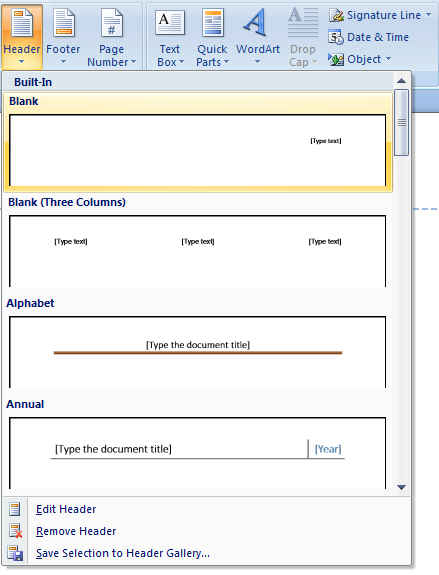 Header
Footer
Page
Number
Text
Box
Quick
Parts
WordArt
Drop
Cap
Signature Line
Date & Time
Object
Built-In
Blank
[Type text]
Blank (Three Columns)
[Type text] [Type text] [Type text]
Alphabet
[Type the document title]
Annual
[Type the document title] [Year]
Edit Header
Remove Header
Save Selection to Header Gallery...